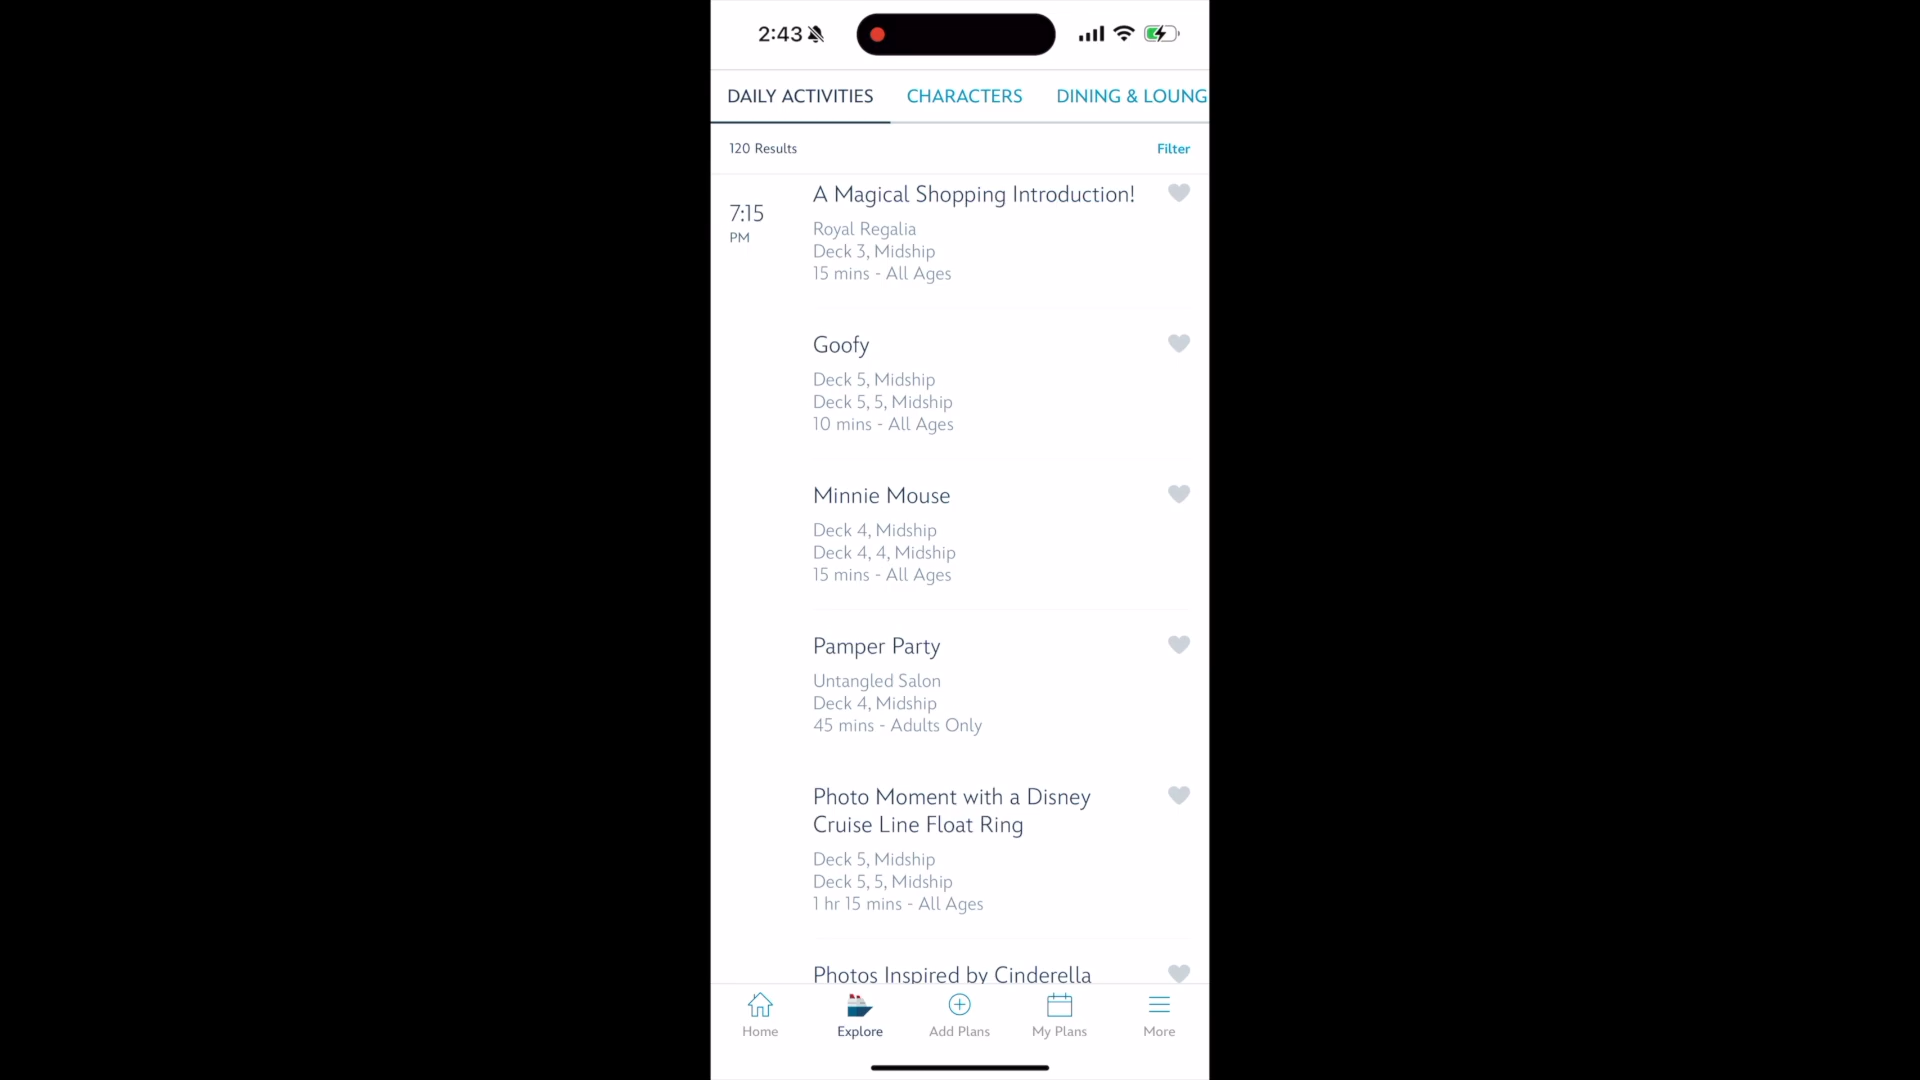 2:43
DAILY ACTIVITIES
CHARACTERS
DINING & LOUNG
120 Results
Filter
7:15
PM
A Magical Shopping Introduction!
Royal Regalia
Deck 3, Midship
15 mins - All Ages
Goofy
Deck 5, Midship
Deck 5, 5, Midship
10 mins - All Ages
Minnie Mouse
Deck 4, Midship
Deck 4, 4, Midship
15 mins - All Ages
Pamper Party
Untangled Salon
Deck 4, Midship
45 mins - Adults Only
Photo Moment with a Disney
Cruise Line Float Ring
Deck 5, Midship
Deck 5, 5, Midship
1 hr 15 mins - All Ages
Photos Inspired by Cinderella
Home
Explore
Add Plans
My Plans
More